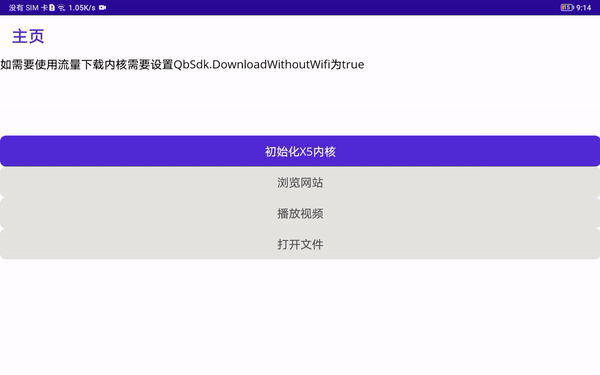 没有 SIM 卡 1.05K/s 85 9:14
主页
如需要使用流量下载内核需要设置QbSdk.DownloadWithoutWifi为true
初始化X5内核
浏览网站
播放视频
打开文件